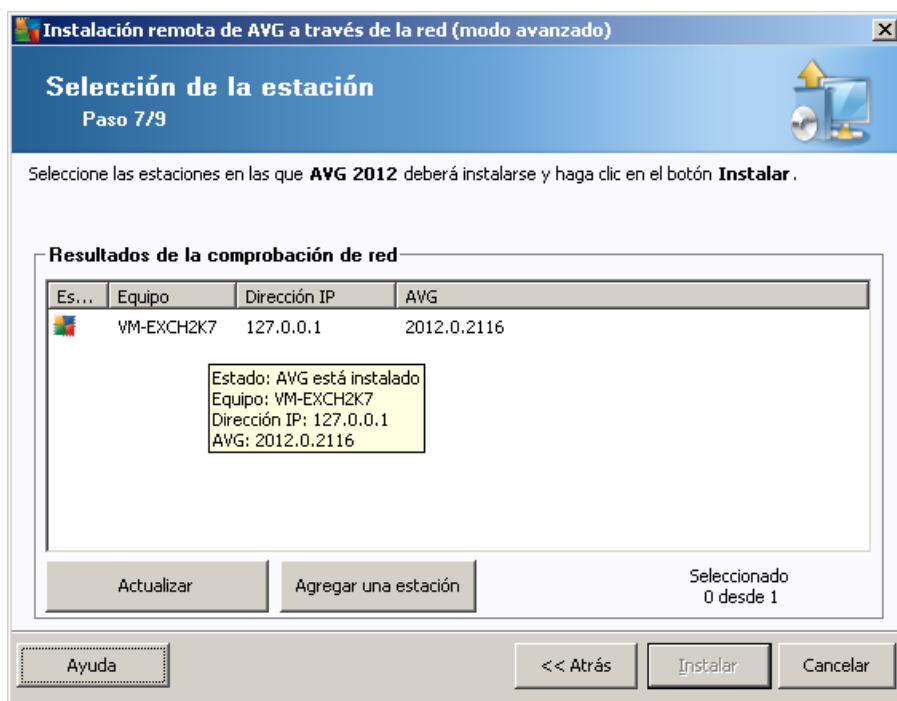 Instalación remota de AVG a través de la red (modo avanzado)
Selección de la estación
Paso 7/9
Seleccione las estaciones en las que AVG 2012 deberá instalarse y haga clic en el botón Instalar.
Resultados de la comprobación de red
Es... Equipo Dirección IP AVG
VM-EXCH2K7 127.0.0.1 2012.0.2116
Estado: AVG está instalado
Equipo: VM-EXCH2K7
Dirección IP: 127.0.0.1
AVG: 2012.0.2116
Actualizar Agregar una estación
Seleccionado
0 desde 1
Ayuda << Atrás Instalar Cancelar